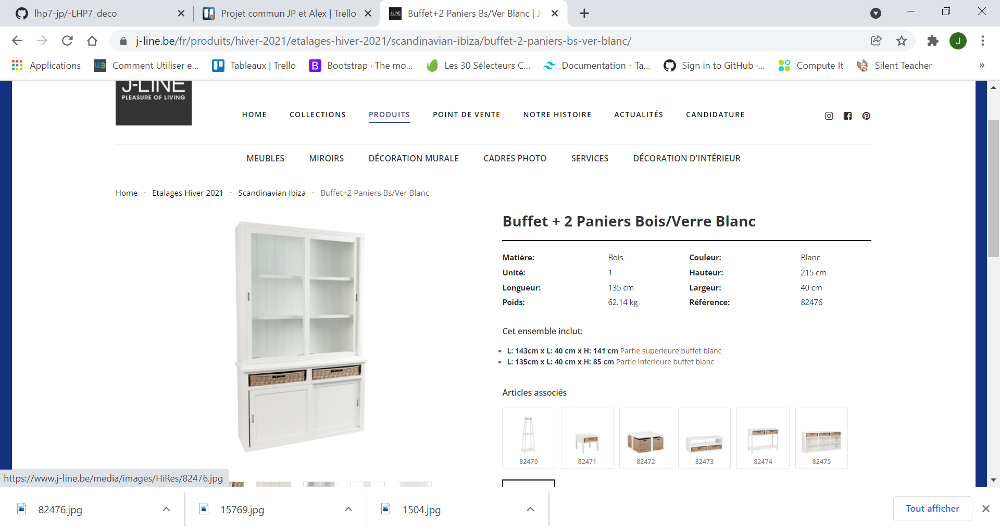 lhp7-jp/-LHP7_deco
Projet commun JP et Alex | Trello
Buffet+2 Paniers Bs/Ver Blanc | J-
j-line.be/fr/produits/hiver-2021/etalages-hiver-2021/scandinavian-ibiza/buffet-2-paniers-bs-ver-blanc/
J
Applications
Comment Utiliser e...
Tableaux | Trello
Bootstrap · The mo...
Les 30 Sélecteurs C...
Documentation - Ta...
Sign in to GitHub ·...
Compute It
Silent Teacher
»
J-LINE
PLEASURE OF LIVING
HOME
COLLECTIONS
PRODUITS
POINT DE VENTE
NOTRE HISTOIRE
ACTUALITÉS
CANDIDATURE
MEUBLES
MIROIRS
DÉCORATION MURALE
CADRES PHOTO
SERVICES
DÉCORATION D'INTÉRIEUR
Home - Etalages Hiver 2021 - Scandinavian Ibiza - Buffet+2 Paniers Bs/Ver Blanc
Buffet + 2 Paniers Bois/Verre Blanc
Matière: Bois Couleur: Blanc
Unité: 1 Hauteur: 215 cm
Longueur: 135 cm Largeur: 40 cm
Poids: 62.14 kg Référence: 82476
Cet ensemble inclut:
L: 143cm x L: 40 cm x H: 141 cm Partie superieure buffet blanc
L: 135cm x L: 40 cm x H: 85 cm Partie inferieure buffet blanc
Articles associés
82470
82471
82472
82473
82474
82475
https://www.j-line.be/media/images/HiRes/82476.jpg
82476.jpg
15769.jpg
1504.jpg
Tout afficher